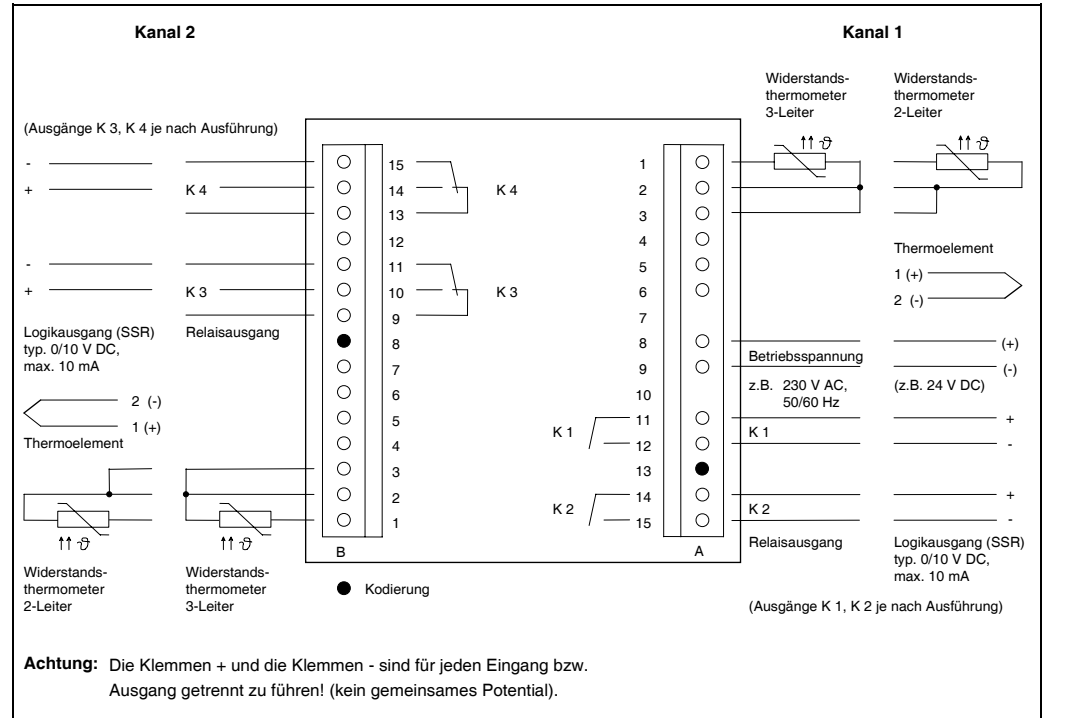 Kanal 2
Kanal 1
Widerstands-
thermometer
3-Leiter
Widerstands-
thermometer
2-Leiter
(Ausgänge K 3, K 4 je nach Ausführung)
↑↑ ϑ
↑↑ ϑ
-
+
K 4
15
14
13
12
11
10
9
8
7
6
5
4
3
2
1
K 4
K 3
-
+
K 3
Logikausgang (SSR)
typ. 0/10 V DC,
max. 10 mA
Relaisausgang
2 (-)
1 (+)
Thermoelement
↑↑ ϑ
↑↑ ϑ
Widerstands-
thermometer
2-Leiter
Widerstands-
thermometer
3-Leiter
B
Kodierung
1
2
3
4
5
6
7
8
9
10
11
12
13
14
15
K 1
K 2
A
Thermoelement
1 (+)
2 (-)
Betriebsspannung
z.B. 230 V AC,
50/60 Hz
(+)
(-)
(z.B. 24 V DC)
K 1
+
-
K 2
+
-
Relaisausgang
Logikausgang (SSR)
typ. 0/10 V DC,
max. 10 mA
(Ausgänge K 1, K 2 je nach Ausführung)
Achtung: Die Klemmen + und die Klemmen - sind für jeden Eingang bzw.
Ausgang getrennt zu führen! (kein gemeinsames Potential).